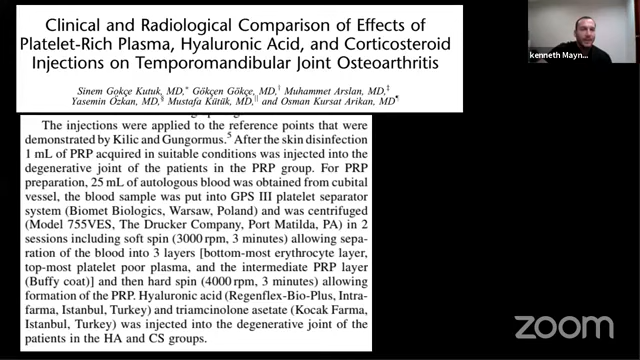 Clinical and Radiological Comparison of Effects of
Platelet-Rich Plasma, Hyaluronic Acid, and Corticosteroid
Injections on Temporomandibular Joint Osteoarthritis
Sinem Gokçe Kutuk, MD,* Gökçen Gökçe, MD,† Muhammet Arslan, MD,‡
Yasemin Özkan, MD,§ Mustafa Kütük, MD,|| and Osman Kursat Arikan, MD¶
kenneth Mayn...
The injections were applied to the reference points that were
demonstrated by Kilic and Gungormus.5 After the skin disinfection
1 mL of PRP acquired in suitable conditions was injected into the
degenerative joint of the patients in the PRP group. For PRP
preparation, 25 mL of autologous blood was obtained from cubital
vessel, the blood sample was put into GPS III platelet separator
system (Biomet Biologics, Warsaw, Poland) and was centrifuged
(Model 755VES, The Drucker Company, Port Matilda, PA) in 2
sessions including soft spin (3000 rpm, 3 minutes) allowing sepa-
ration of the blood into 3 layers [bottom-most erythrocyte layer,
top-most platelet poor plasma, and the intermediate PRP layer
(Buffy coat)] and then hard spin (4000 rpm, 3 minutes) allowing
formation of the PRP. Hyaluronic acid (Regenflex-Bio-Plus, Intra-
farma, Istanbul, Turkey) and triamcinolone asetate (Kocak Farma,
Istanbul, Turkey) was injected into the degenerative joint of the
patients in the HA and CS groups.
zoom